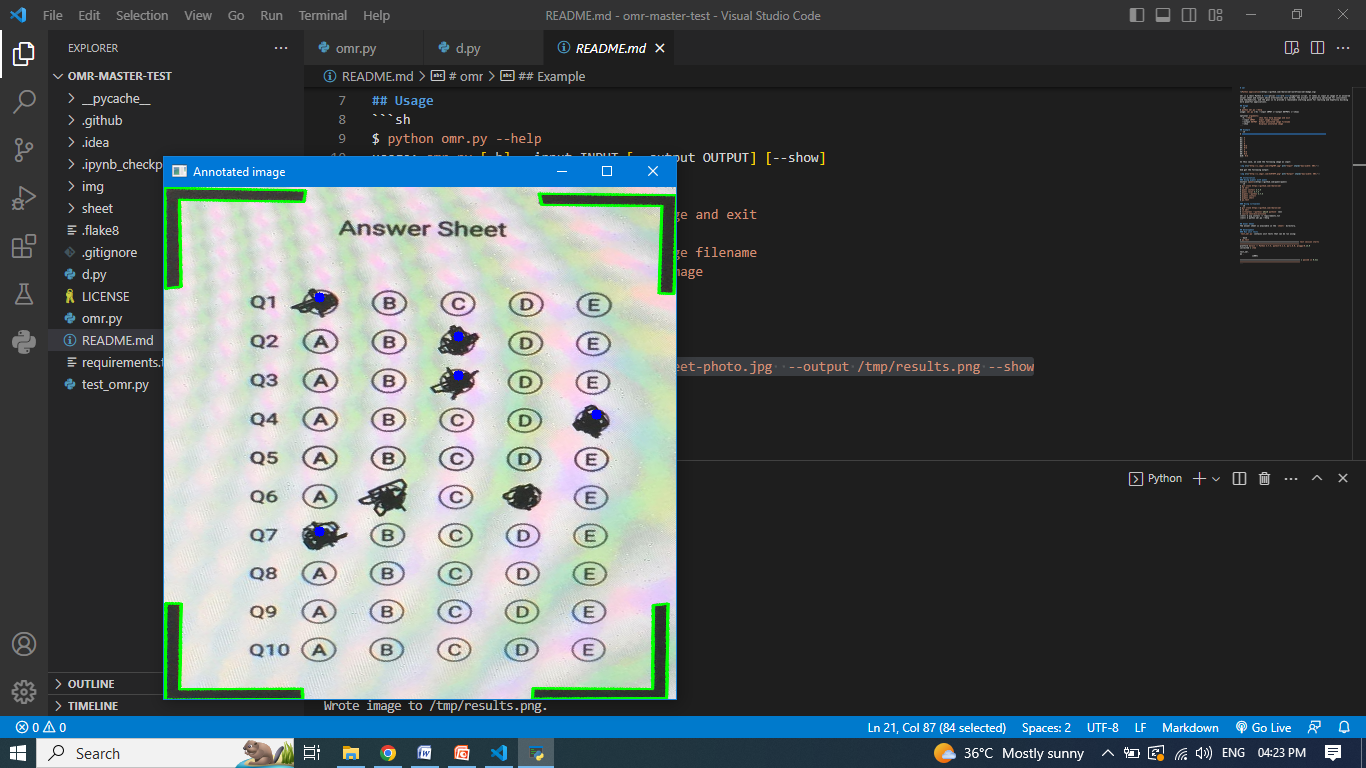 File Edit Selection View Go Run Terminal Help README.md - omr-master-test - Visual Studio Code
EXPLORER
OMR-MASTER-TEST
__pycache__
.github
.idea
.ipynb_checkp
img
sheet
.flake8
.gitignore
d.py
LICENSE
omr.py
README.md
requirements.t
test_omr.py
OUTLINE
TIMELINE
omr.py d.py README.md
README.md > # omr > ## Example
7 ## Usage
8 ```sh
9 $ python omr.py --help
INPUT [--output OUTPUT] [--show]
ge and exit
ge filename
mage
eet-photo.jpg --output /tmp/results.png --show
Python
Annotated image
Answer Sheet
Q1 B C D E
Q2 A B D E
Q3 A B D E
Q4 A B C D
Q5 A B C D E
Q6 A C E
Q7 B C D E
Q8 A B C D E
Q9 A B C D E
Q10 A B C D E
Wrote image to /tmp/results.png.
0 0 Ln 21, Col 87 (84 selected) Spaces: 2 UTF-8 LF Markdown Go Live
Search 36°C Mostly sunny ENG 04:23 PM